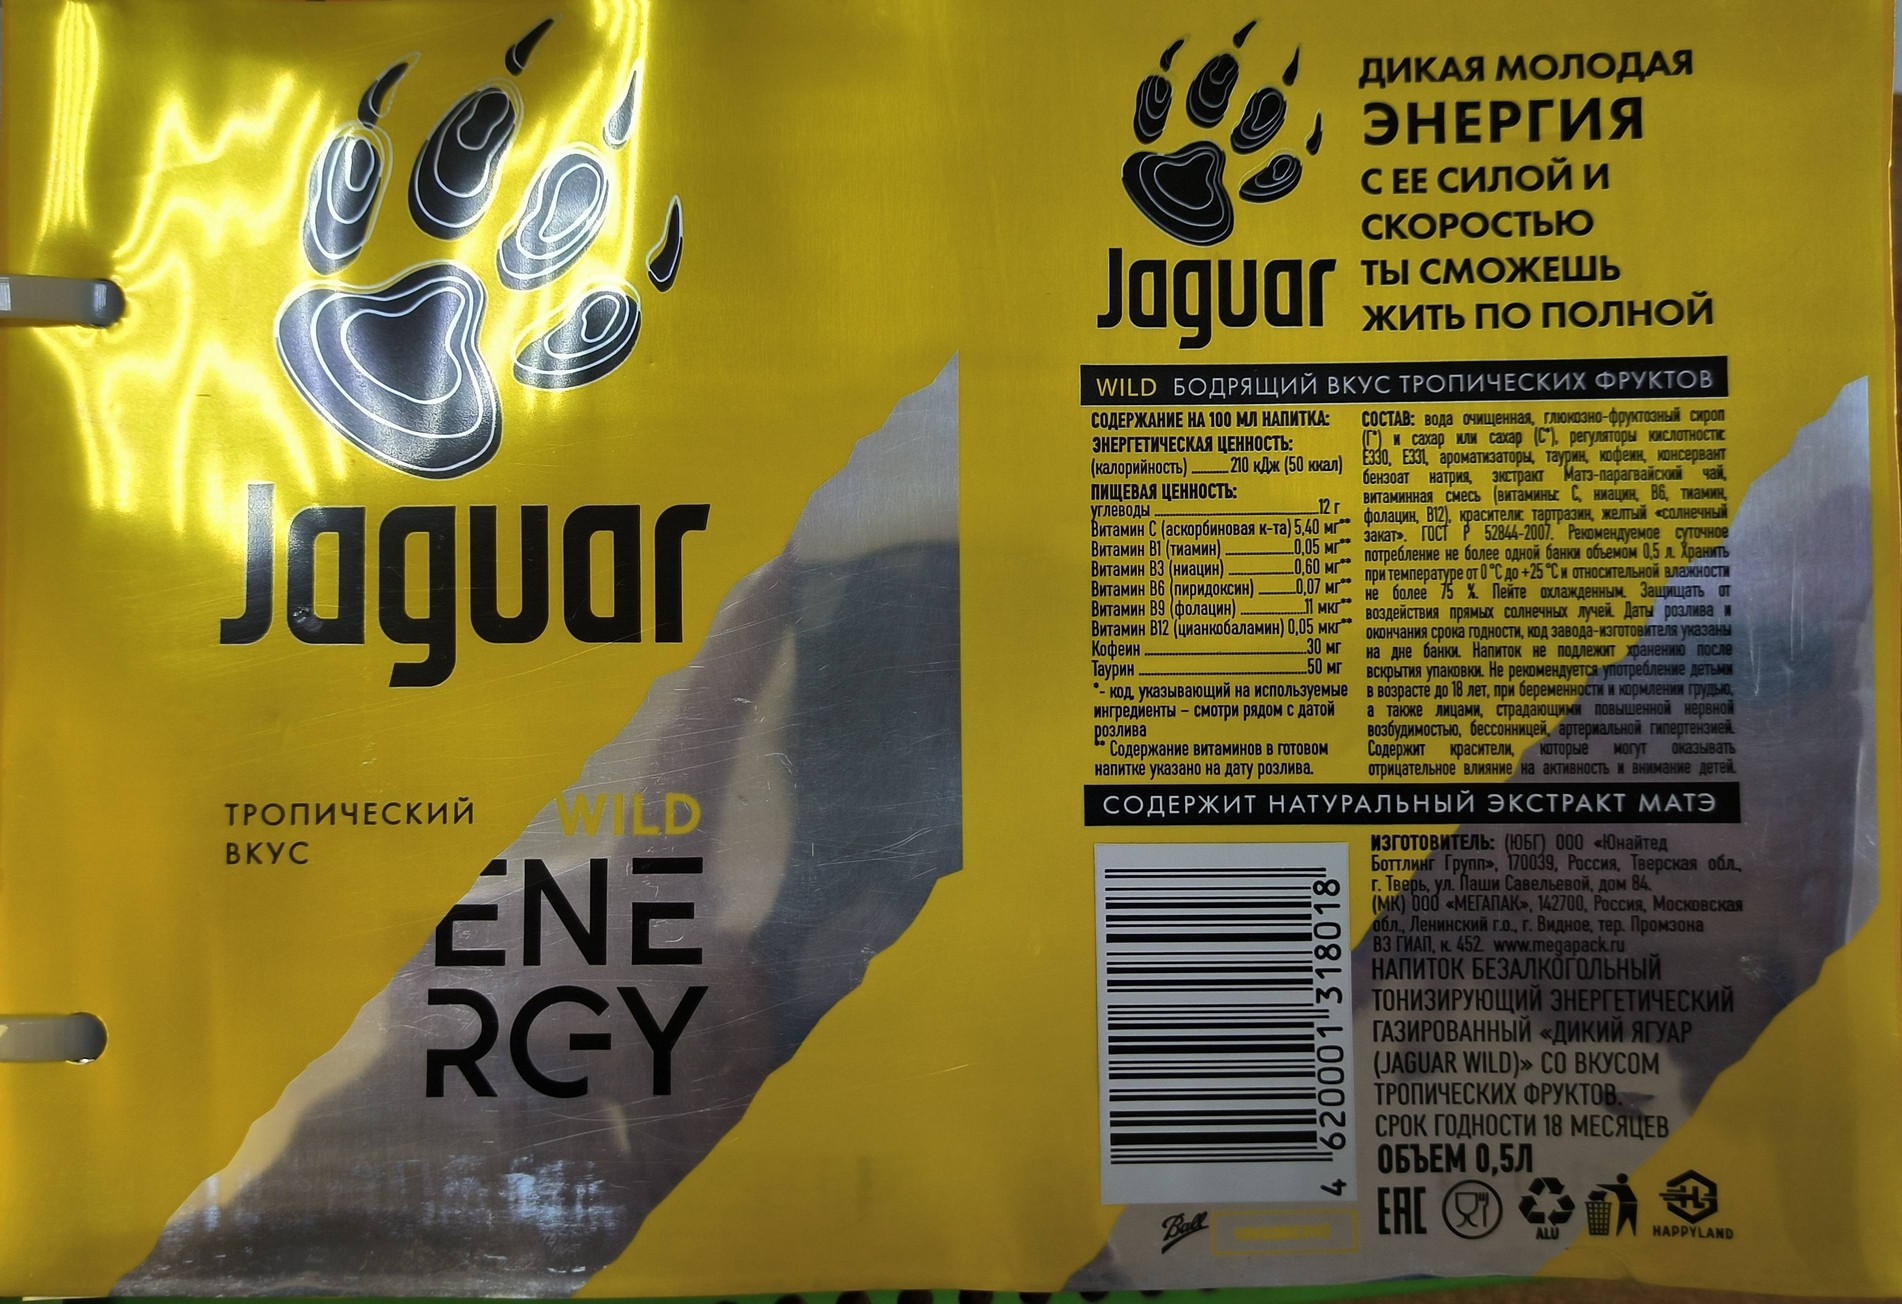 Jaguar
ТРОПИЧЕСКИЙ
ВКУС
WILD
ENE
RGY
Jaguar
ДИКАЯ МОЛОДАЯ
ЭНЕРГИЯ
С ЕЕ СИЛОЙ И
СКОРОСТЬЮ
ТЫ СМОЖЕШЬ
ЖИТЬ ПО ПОЛНОЙ
WILD БОДРЯЩИЙ ВКУС ТРОПИЧЕСКИХ ФРУКТОВ
СОДЕРЖАНИЕ НА 100 МЛ НАПИТКА:
ЭНЕРГЕТИЧЕСКАЯ ЦЕННОСТЬ:
(калорийность) 210 кДж (50 ккал)
ПИЩЕВАЯ ЦЕННОСТЬ:
углеводы 12 г
Витамин С (аскорбиновая к-та) 5,40 мг**
Витамин В1 (тиамин) 0,05 мг**
Витамин В3 (ниацин) 0,60 мг**
Витамин В6 (пиридоксин) 0,07 мг**
Витамин В9 (фолацин) 11 мкг**
Витамин В12 (цианкобаламин) 0,05 мкг**
Кофеин 30 мг
Таурин 50 мг
*- код, указывающий на используемые
ингредиенты – смотри рядом с датой
розлива
** Содержание витаминов в готовом
напитке указано на дату розлива.
СОСТАВ: вода очищенная, глюкозно-фруктозный сироп
(Г*) и сахар или сахар (С*), регуляторы кислотности:
Е330, Е331, ароматизаторы, таурин, кофеин, консервант
бензоат натрия, экстракт Матэ-парагвайский чай,
витаминная смесь (витамины: С, ниацин, В6, тиамин,
фолацин, В12), красители: тартразин, желтый «солнечный
закат». ГОСТ Р 52844-2007. Рекомендуемое суточное
потребление не более одной банки объемом 0,5 л. Хранить
при температуре от 0 °С до +25 °С и относительной влажности
не более 75 %. Пейте охлажденным. Защищать от
воздействия прямых солнечных лучей. Даты розлива и
окончания срока годности, код завода-изготовителя указаны
на дне банки. Напиток не подлежит хранению после
вскрытия упаковки. Не рекомендуется употребление детьми
в возрасте до 18 лет, при беременности и кормлении грудью,
а также лицами, страдающими повышенной нервной
возбудимостью, бессонницей, артериальной гипертензией.
Содержит красители, которые могут оказывать
отрицательное влияние на активность и внимание детей.
СОДЕРЖИТ НАТУРАЛЬНЫЙ ЭКСТРАКТ МАТЭ
ИЗГОТОВИТЕЛЬ: (ЮБГ) ООО «Юнайтед
Боттлинг Групп», 170039, Россия, Тверская обл.,
г. Тверь, ул. Паши Савельевой, дом 84.
(МК) ООО «МЕГАПАК», 142700, Россия, Московская
обл., Ленинский г.о., г. Видное, тер. Промзона
ВЗ ГИАП, к. 452. www.megapack.ru
НАПИТОК БЕЗАЛКОГОЛЬНЫЙ
ТОНИЗИРУЮЩИЙ ЭНЕРГЕТИЧЕСКИЙ
ГАЗИРОВАННЫЙ «ДИКИЙ ЯГУАР
(JAGUAR WILD)» СО ВКУСОМ
ТРОПИЧЕСКИХ ФРУКТОВ.
СРОК ГОДНОСТИ 18 МЕСЯЦЕВ
ОБЪЕМ 0,5Л
4 620001 318018
Ball
EAC
ALU
HAPPYLAND